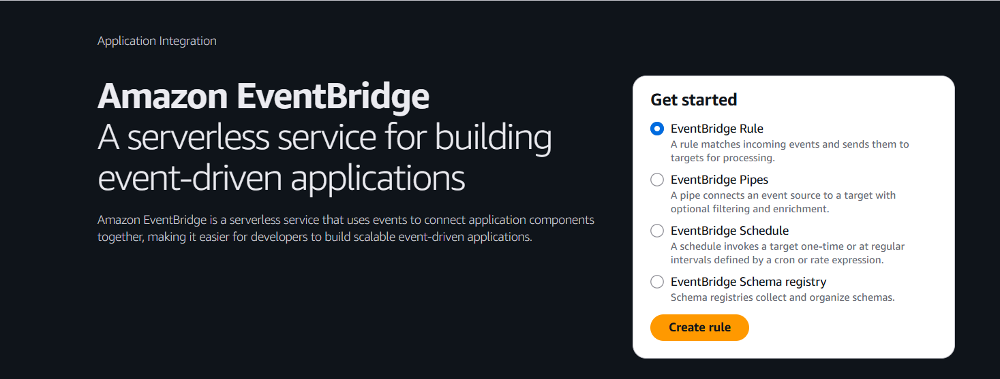 Application Integration
Amazon EventBridge
A serverless service for building
event-driven applications
Amazon EventBridge is a serverless service that uses events to connect application components
together, making it easier for developers to build scalable event-driven applications.
Get started
EventBridge Rule
A rule matches incoming events and sends them to
targets for processing.
EventBridge Pipes
A pipe connects an event source to a target with
optional filtering and enrichment.
EventBridge Schedule
A schedule invokes a target one-time or at regular
intervals defined by a cron or rate expression.
EventBridge Schema registry
Schema registries collect and organize schemas.
Create rule